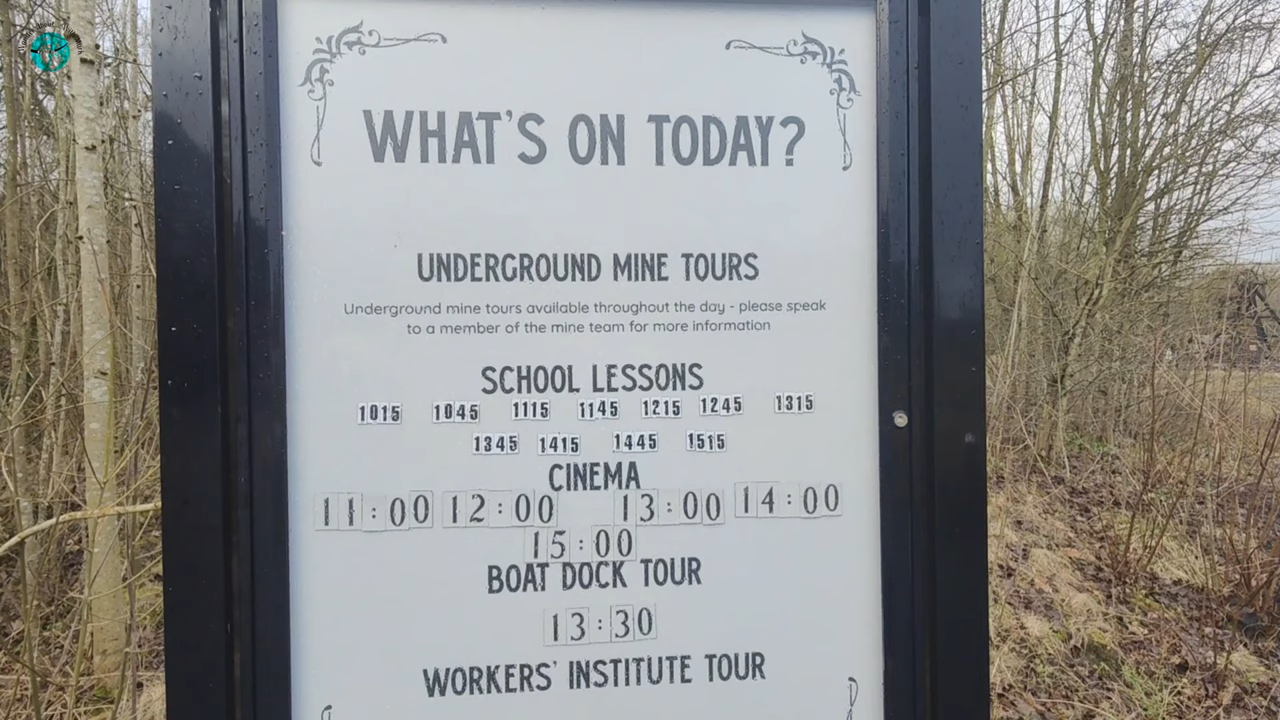 WHAT'S ON TODAY?
UNDERGROUND MINE TOURS
Underground mine tours available throughout the day - please speak
to a member of the mine team for more information
SCHOOL LESSONS
1015 1045 1115 1145 1215 1245 1315
1345 1415 1445 1515
CINEMA
11:00 12:00 13:00 14:00
15:00
BOAT DOCK TOUR
13:30
WORKERS' INSTITUTE TOUR